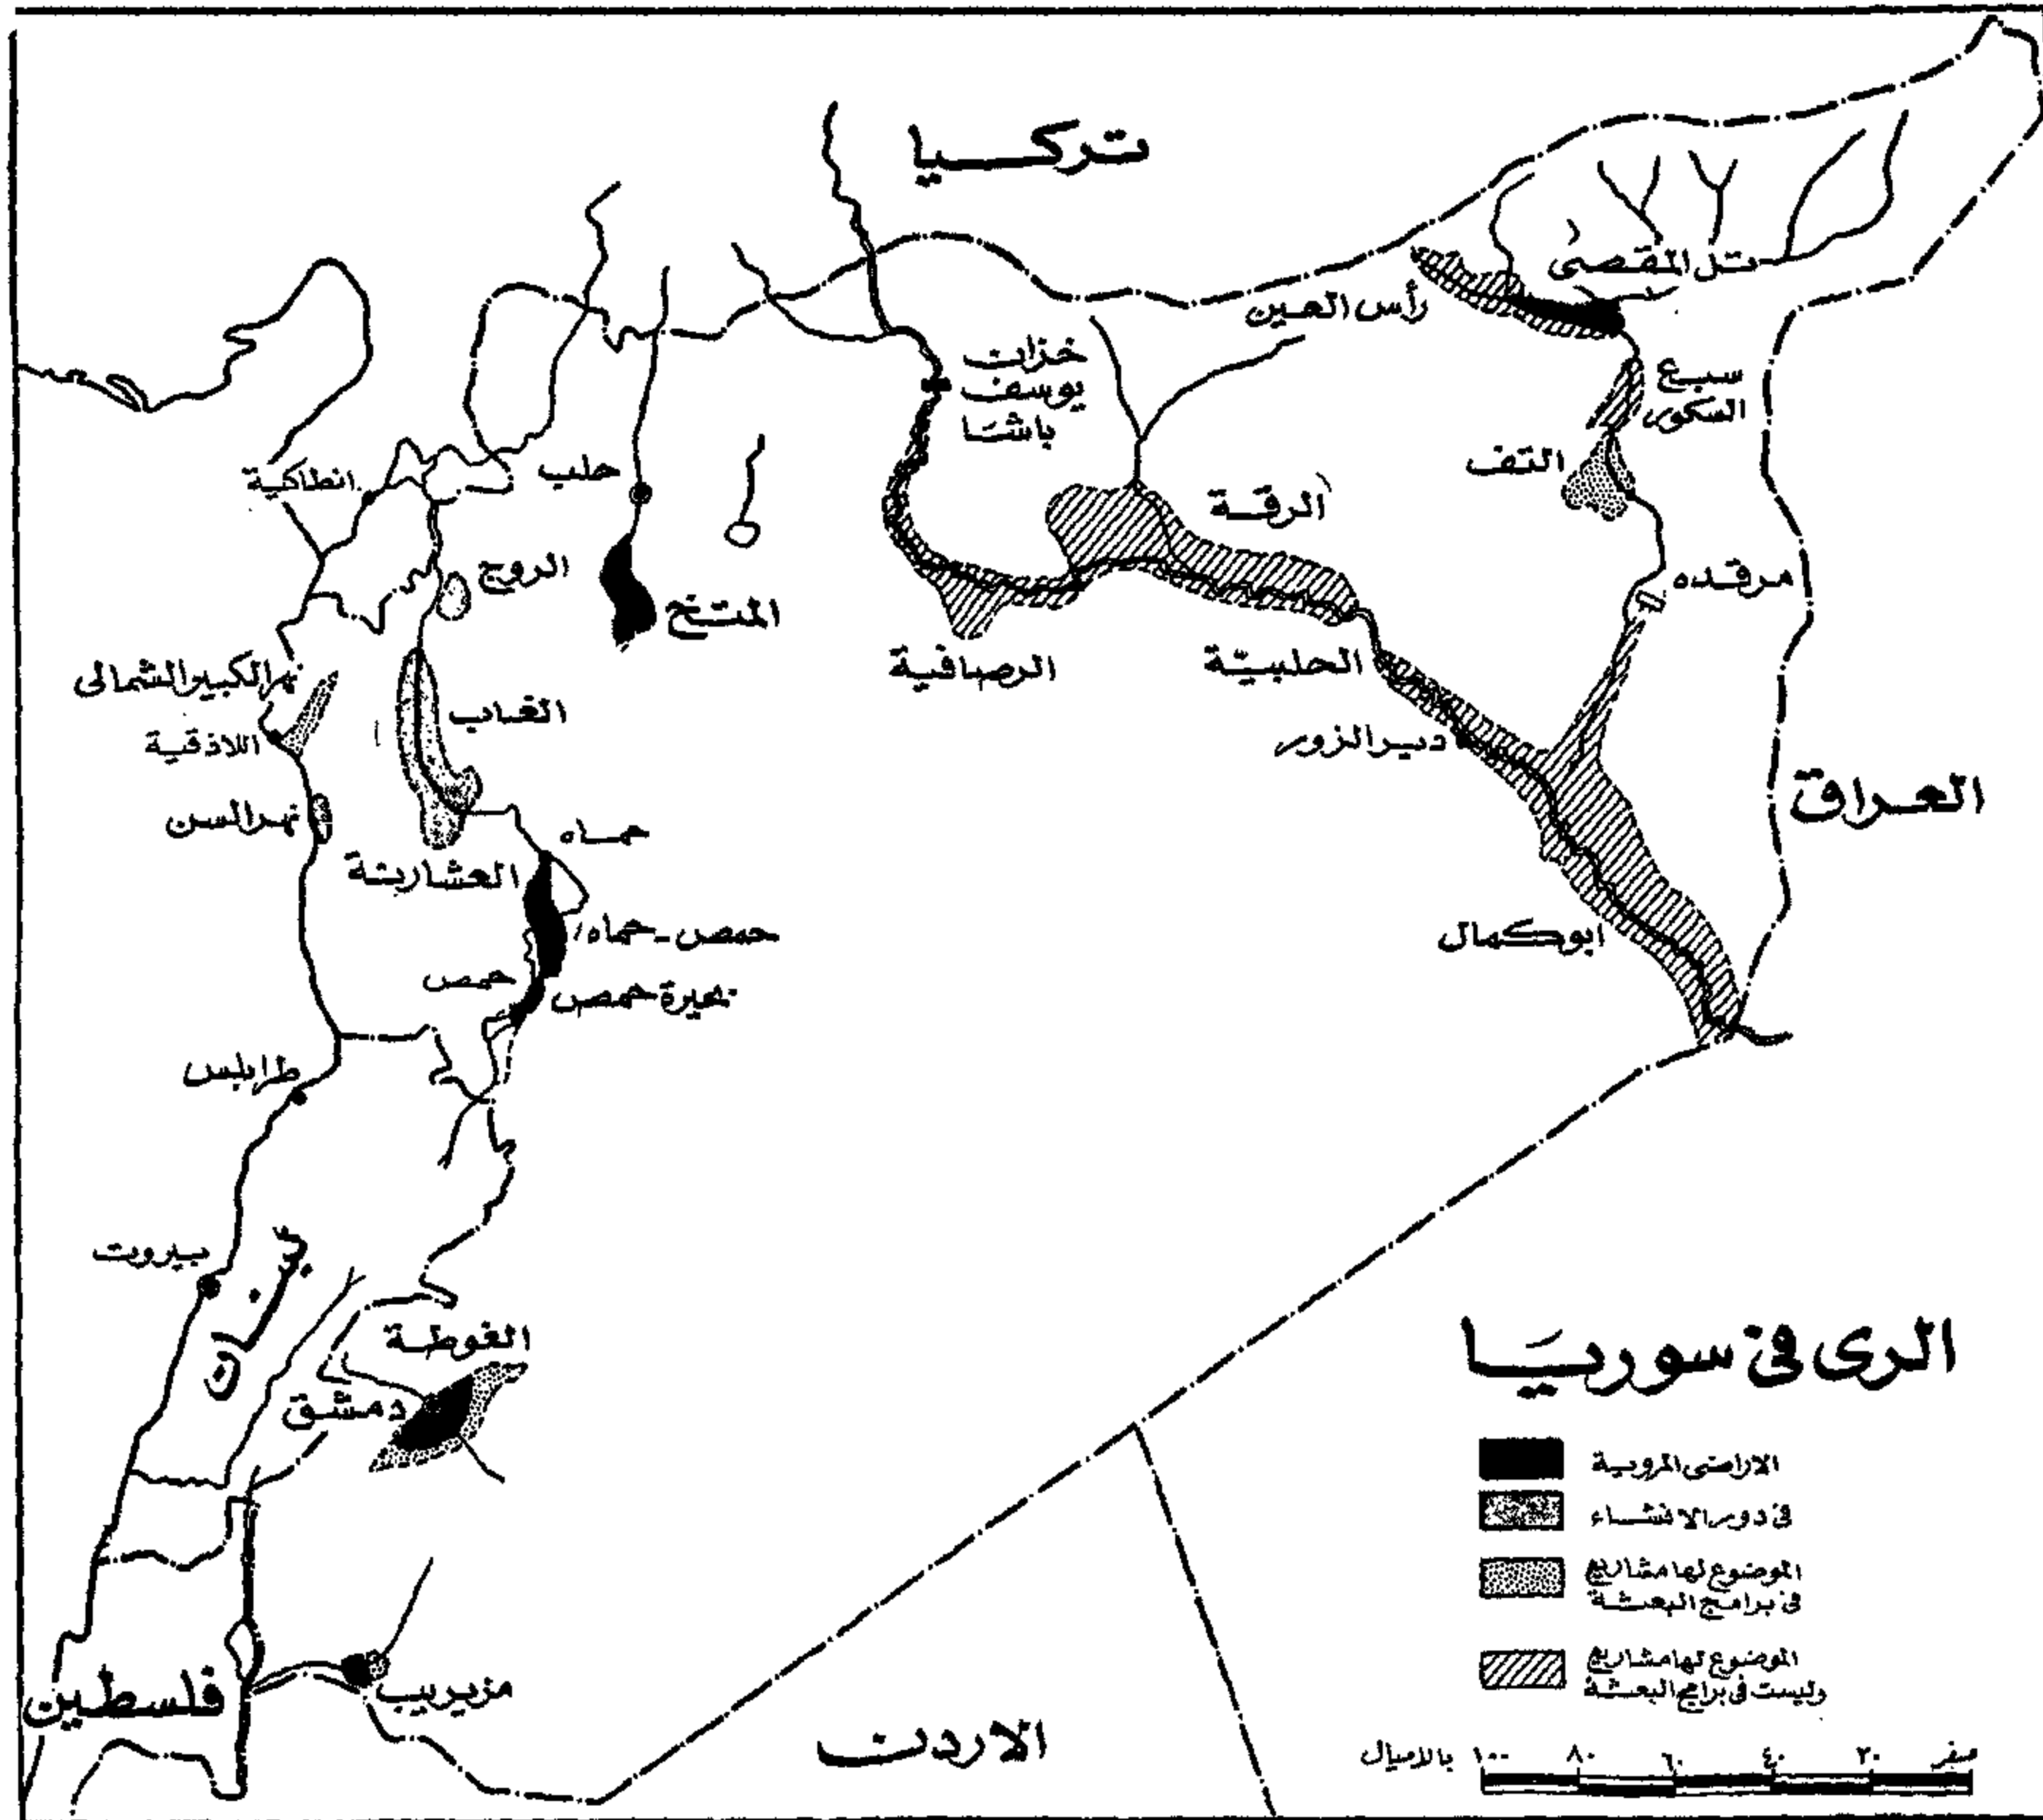 تركيا
تل المقصى
رأس العين
خزات
يوسف
باشا
سبع
السكور
انطاكية
حلب
التف
الرقة
الروج
مرقده
المتخ
نهر الكبير الشمالى
الرصافية
الحلبية
الغاب
اللاذقية
دير الزور
العراق
نهر السن
حماه
العشارنة
حمص - حماه
ابوكمال
حمص
بحيرة حمص
طرابلس
بيروت
لبنان
الغوطة
دمشق
الرى فى سوريا
الاراضى المروية
فى دور الانشاء
الموضوع لها مشاريع
فى برامج البعثة
الموضوع لها مشاريع
وليست فى برامج البعثة
فلسطين
مزيريب
الاردن
صفر ٢٠ ٤٠ ٦٠ ٨٠ ١٠٠ بالاميال